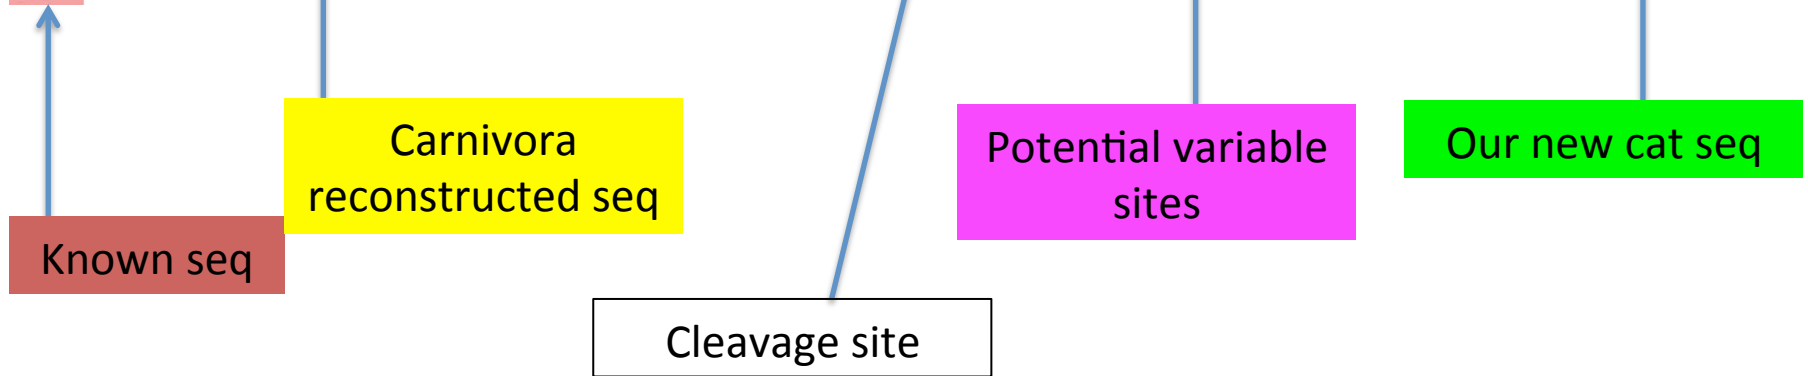 Carnivora
reconstructed seq
Potential variable
sites
Our new cat seq
Known seq
Cleavage site